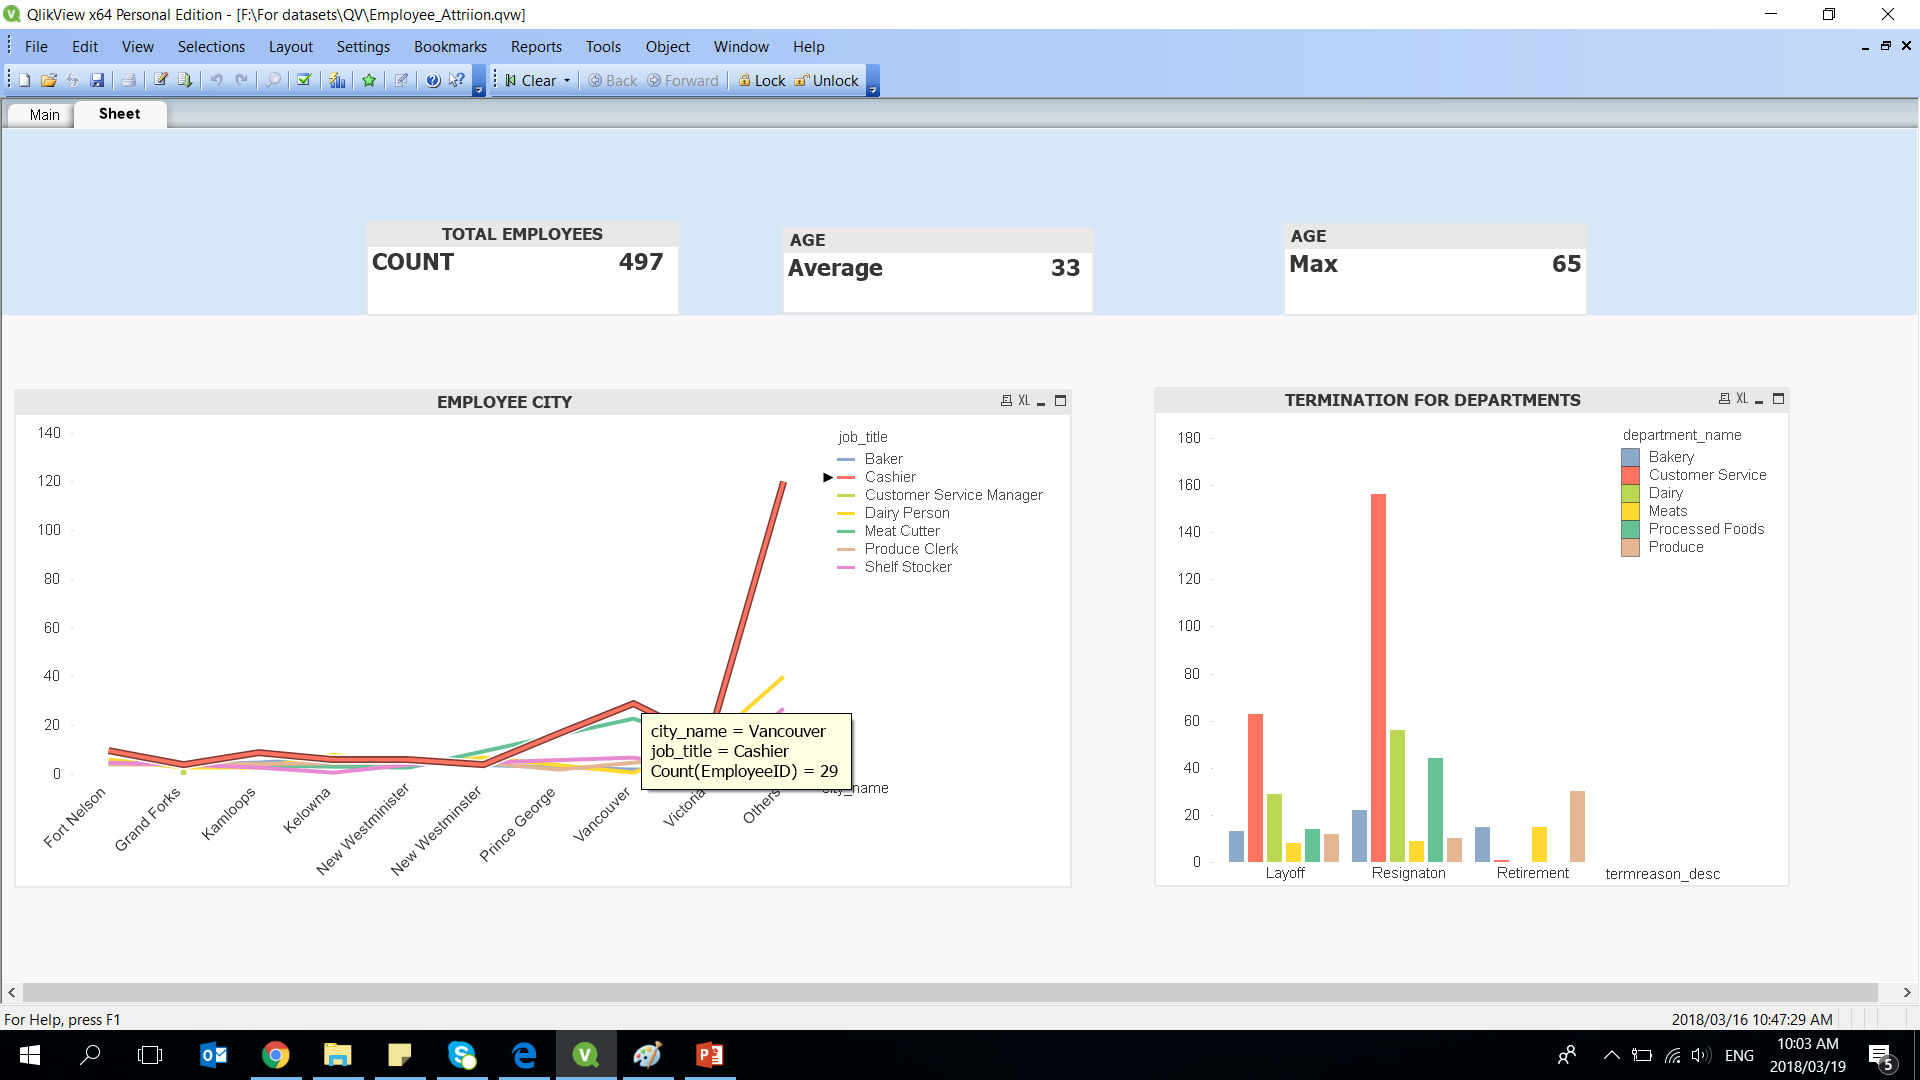 QlikView x64 Personal Edition - [F:\For datasets\QV\Employee_Attriion.qvw]
File Edit View Selections Layout Settings Bookmarks Reports Tools Object Window Help
Clear Back Forward Lock Unlock
Main Sheet
TOTAL EMPLOYEES
COUNT 497
AGE
Average 33
AGE
Max 65
EMPLOYEE CITY XL
140
120
100
80
60
40
20
0
Fort Nelson
Grand Forks
Kamloops
Kelowna
New Westminister
New Westminster
Prince George
Vancouver
Victoria
Others
city_name
job_title
Baker
Cashier
Customer Service Manager
Dairy Person
Meat Cutter
Produce Clerk
Shelf Stocker
city_name = Vancouver
job_title = Cashier
Count(EmployeeID) = 29
TERMINATION FOR DEPARTMENTS XL
180
160
140
120
100
80
60
40
20
0
Layoff Resignaton Retirement termreason_desc
department_name
Bakery
Customer Service
Dairy
Meats
Processed Foods
Produce
For Help, press F1
2018/03/16 10:47:29 AM
ENG
10:03 AM
2018/03/19
5